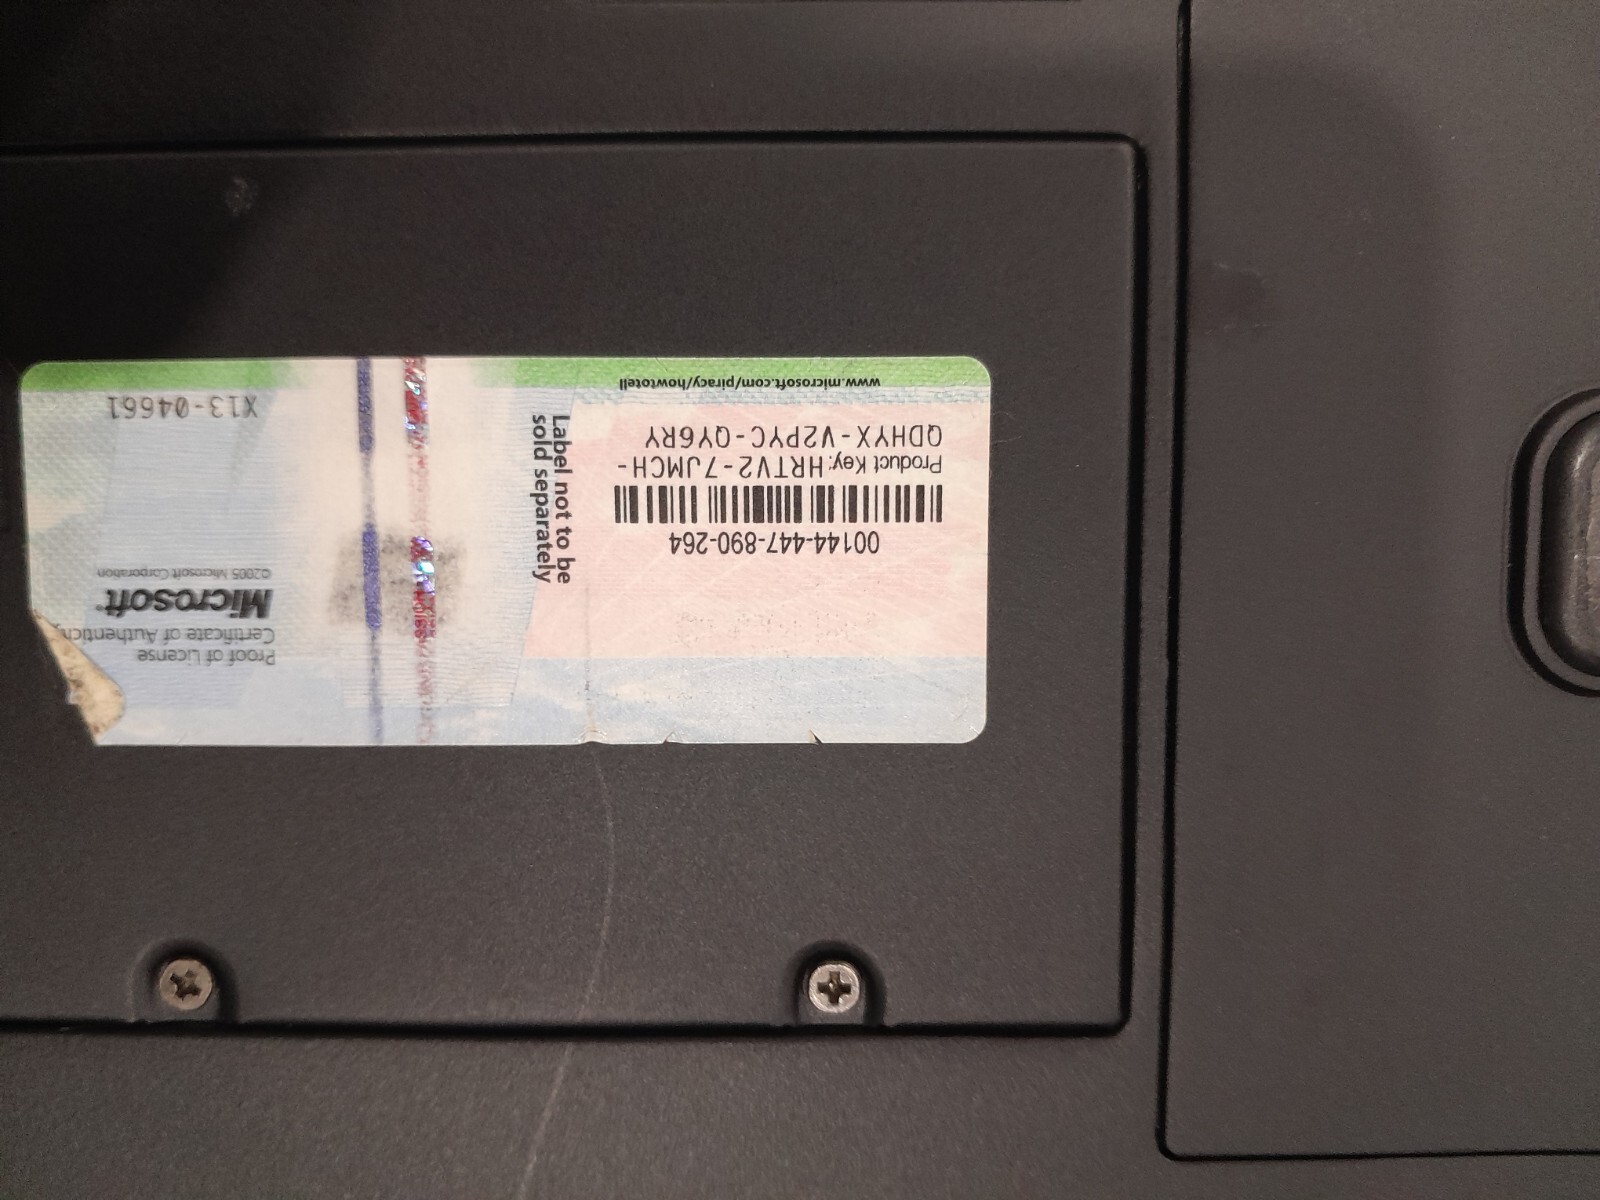 Proof of License
Certificate of Authenticity
Microsoft®
©2005 Microsoft Corporation
X13-04661
Label not to be
sold separately
00144-447-890-264
Product Key: HRTV2-7JMCH-
QDHYX-V2PYC-QY6RY
www.microsoft.com/piracy/howtotell